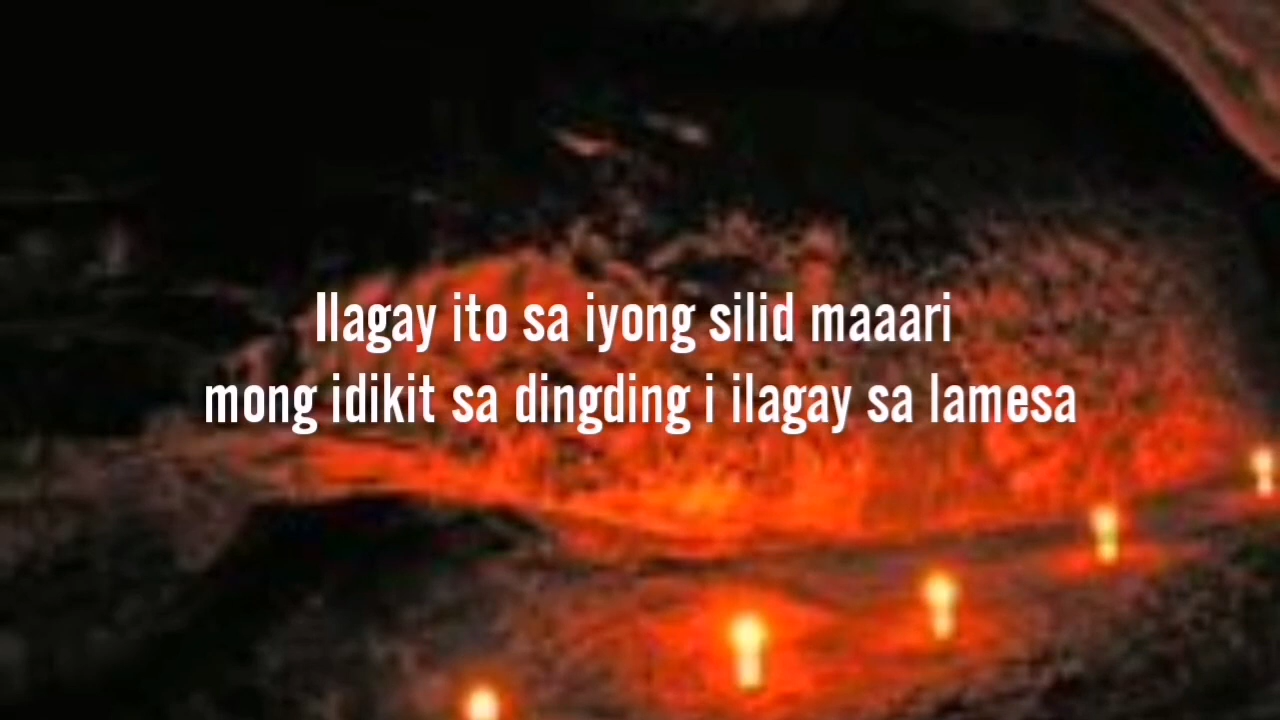 Ilagay ito sa iyong silid maaari
mong idikit sa dingding i ilagay sa lamesa